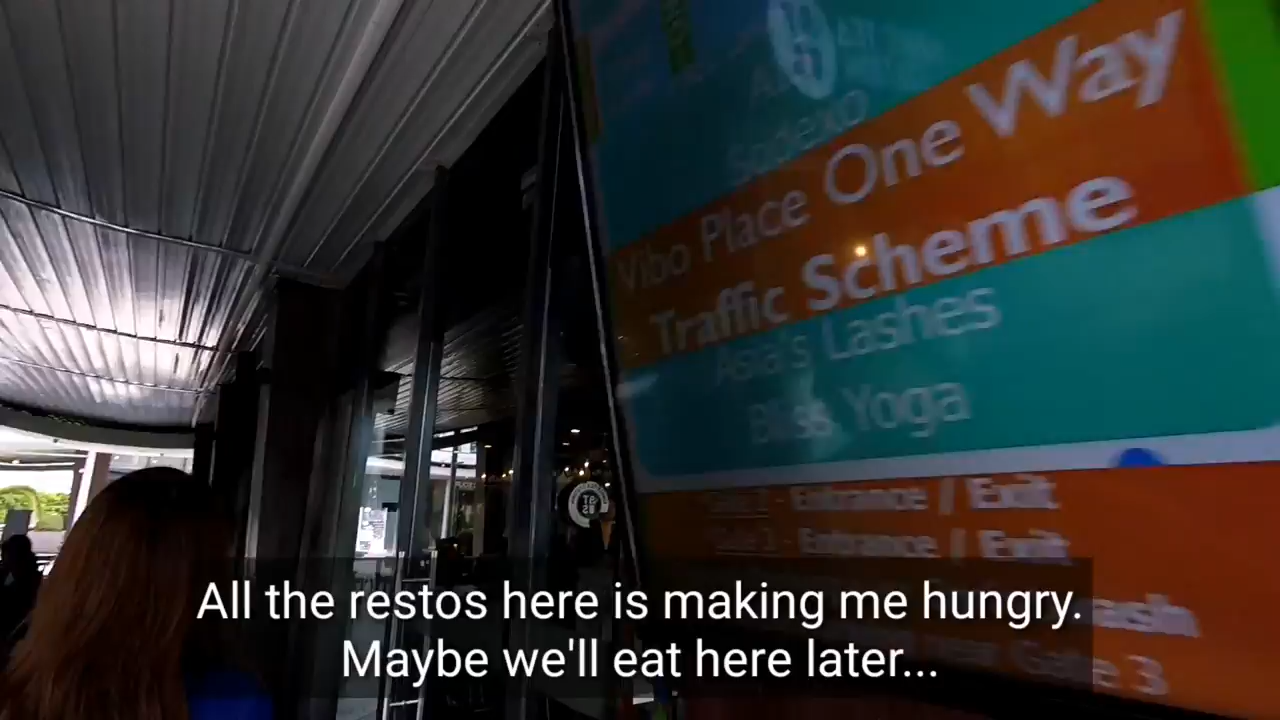 Sodexo
Vibo Place One Way
Traffic Scheme
Asia's Lashes
Bliss Yoga
Entrance / Exit
Entrance / Exit
All the restos here is making me hungry.
Maybe we'll eat here later...